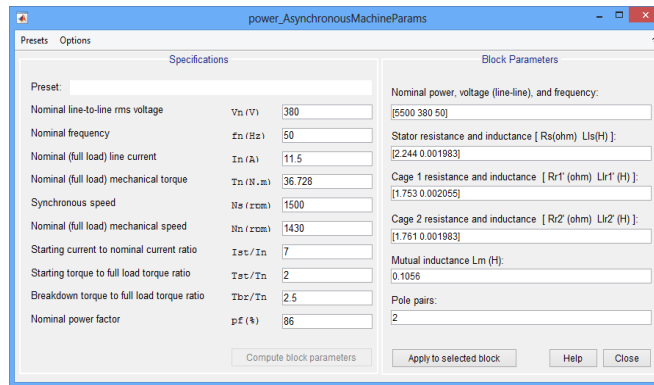 power_AsynchronousMachineParams
Presets Options
Specifications
Preset:
Nominal line-to-line rms voltage Vn(V) 380
Nominal frequency fn(Hz) 50
Nominal (full load) line current In(A) 11.5
Nominal (full load) mechanical torque Tn(N.m) 36.728
Synchronous speed Ns(rpm) 1500
Nominal (full load) mechanical speed Nn(rpm) 1430
Starting current to nominal current ratio Ist/In 7
Starting torque to full load torque ratio Tst/Tn 2
Breakdown torque to full load torque ratio Tbr/Tn 2.5
Nominal power factor pf(%) 86
Compute block parameters
Block Parameters
Nominal power, voltage (line-line), and frequency:
[5500 380 50]
Stator resistance and inductance [ Rs(ohm) Lls(H) ]:
[2.244 0.001983]
Cage 1 resistance and inductance [ Rr1' (ohm) Llr1' (H) ]:
[1.753 0.002055]
Cage 2 resistance and inductance [ Rr2' (ohm) Llr2' (H) ]:
[1.761 0.001983]
Mutual inductance Lm (H):
0.1056
Pole pairs:
2
Apply to selected block Help Close